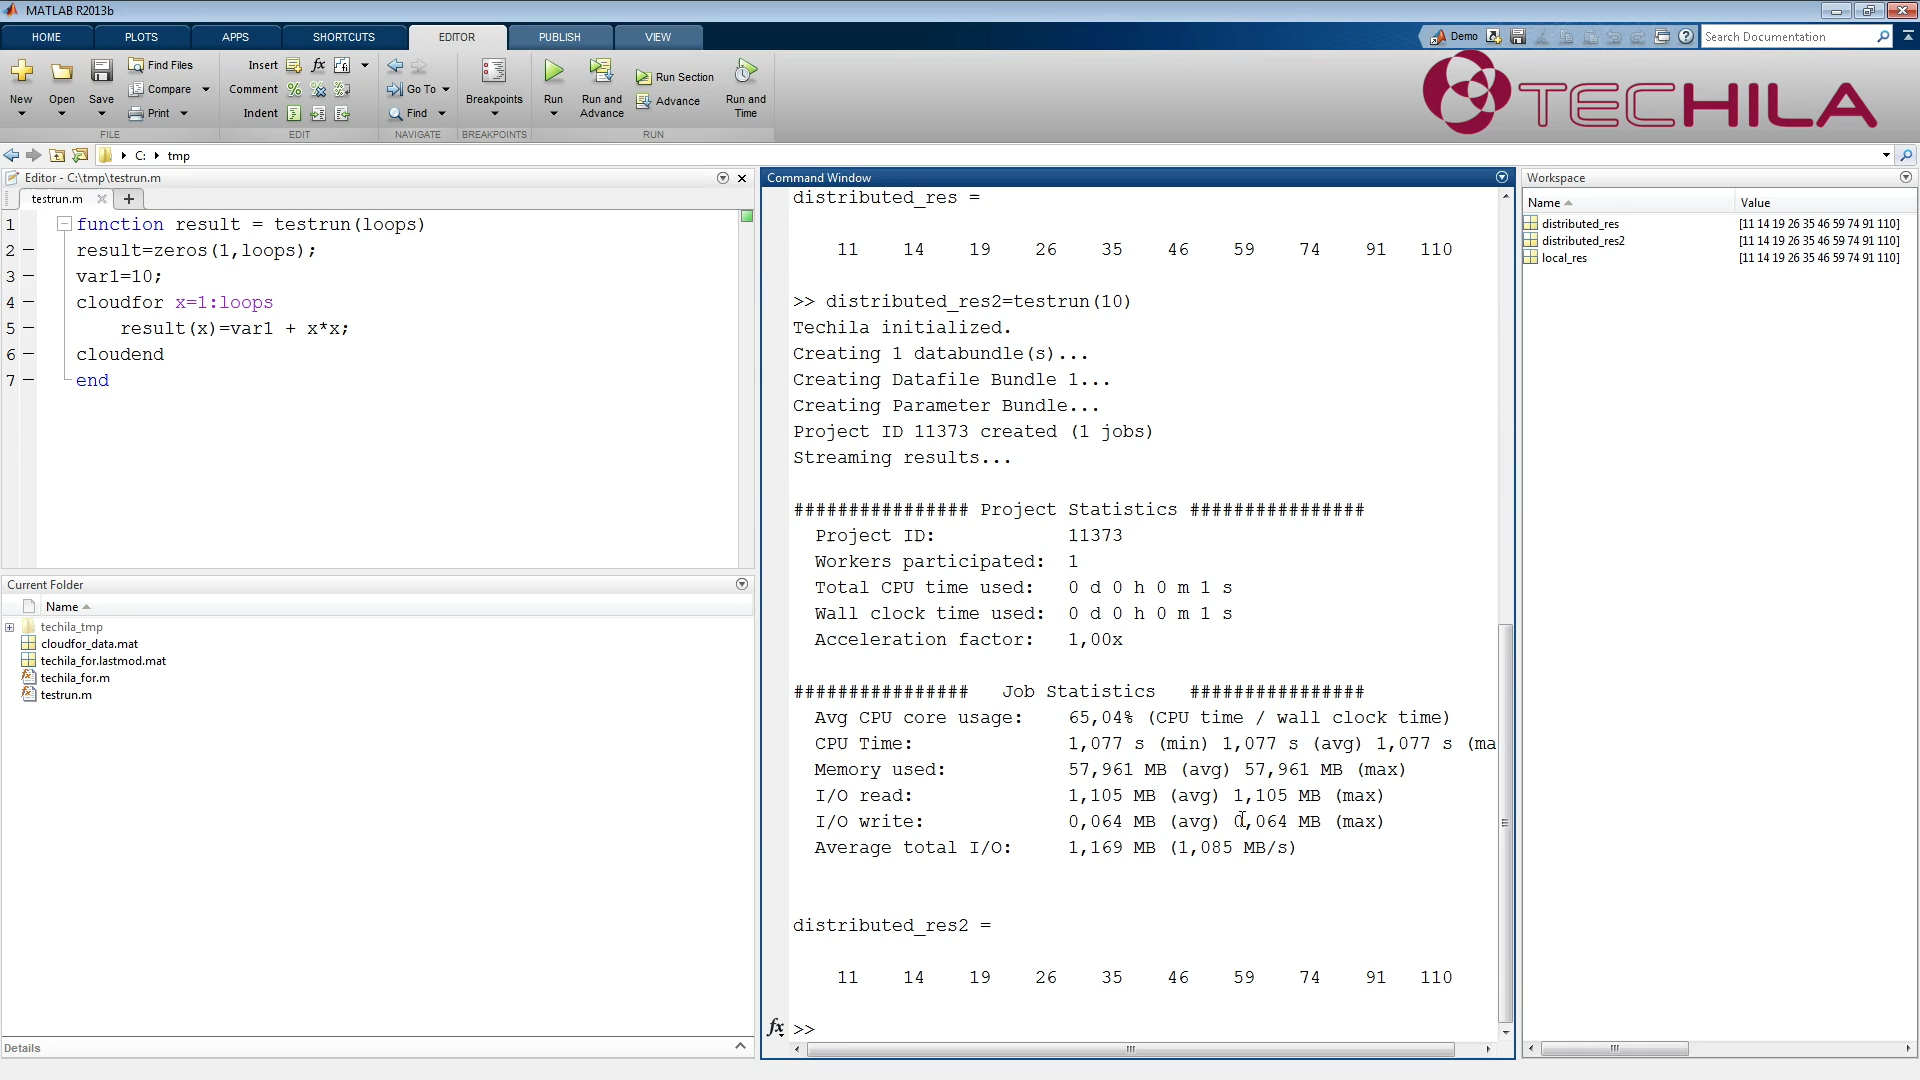 MATLAB R2013b
HOME PLOTS APPS SHORTCUTS EDITOR PUBLISH VIEW
Demo
Search Documentation
New Open Save
Find Files
Compare
Print
FILE
Insert fx
Comment
Indent
EDIT
Go To
Find
NAVIGATE
Breakpoints
BREAKPOINTS
Run
Run and Advance
Run Section
Advance
Run and Time
RUN
TECHILA
C: tmp
Editor - C:\tmp\testrun.m
testrun.m
1 function result = testrun(loops)
2 result=zeros(1,loops);
3 var1=10;
4 cloudfor x=1:loops
5 result(x)=var1 + x*x;
6 cloudend
7 end
Current Folder
Name
techila_tmp
cloudfor_data.mat
techila_for.lastmod.mat
techila_for.m
testrun.m
Details
Command Window
distributed_res =
11 14 19 26 35 46 59 74 91 110
>> distributed_res2=testrun(10)
Techila initialized.
Creating 1 databundle(s)...
Creating Datafile Bundle 1...
Creating Parameter Bundle...
Project ID 11373 created (1 jobs)
Streaming results...
################ Project Statistics ################
Project ID: 11373
Workers participated: 1
Total CPU time used: 0 d 0 h 0 m 1 s
Wall clock time used: 0 d 0 h 0 m 1 s
Acceleration factor: 1,00x
################ Job Statistics ################
Avg CPU core usage: 65,04% (CPU time / wall clock time)
CPU Time: 1,077 s (min) 1,077 s (avg) 1,077 s (ma
Memory used: 57,961 MB (avg) 57,961 MB (max)
I/O read: 1,105 MB (avg) 1,105 MB (max)
I/O write: 0,064 MB (avg) 0,064 MB (max)
Average total I/O: 1,169 MB (1,085 MB/s)
distributed_res2 =
11 14 19 26 35 46 59 74 91 110
fx >>
Workspace
Name Value
distributed_res [11 14 19 26 35 46 59 74 91 110]
distributed_res2 [11 14 19 26 35 46 59 74 91 110]
local_res [11 14 19 26 35 46 59 74 91 110]